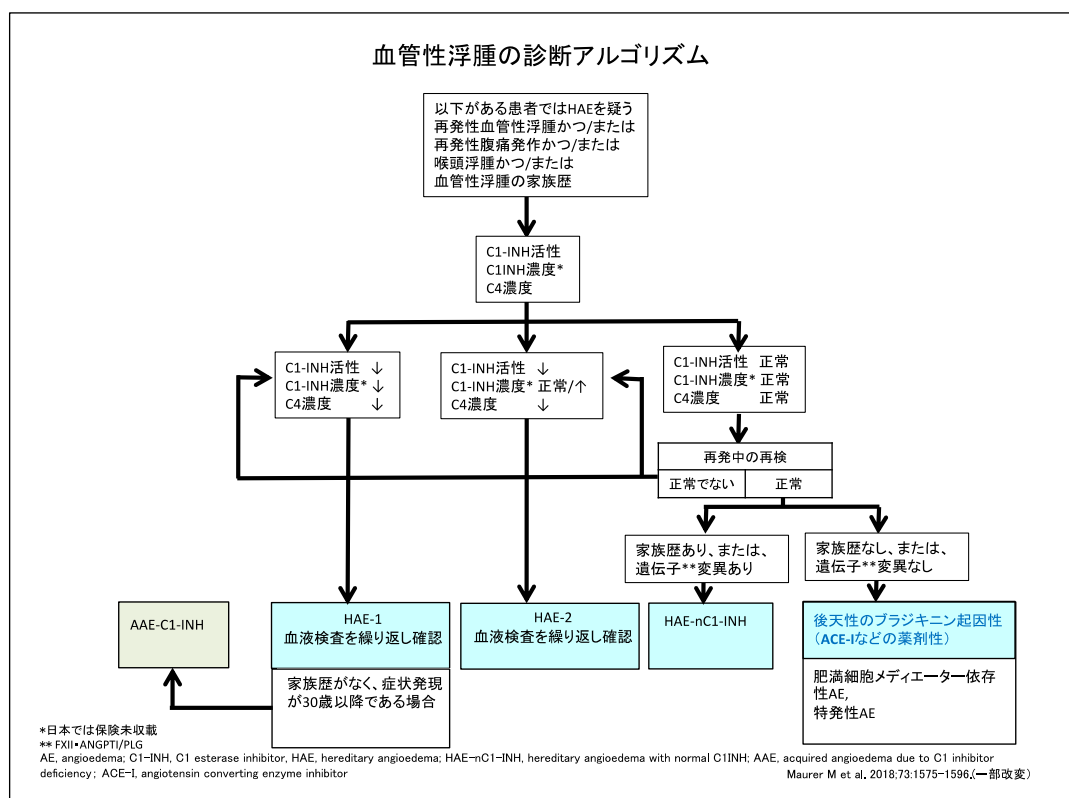 血管性浮腫の診断アルゴリズム
以下がある患者ではHAEを疑う
再発性血管性浮腫かつ/または
再発性腹痛発作かつ/または
喉頭浮腫かつ/または
血管性浮腫の家族歴
C1-INH活性
C1INH濃度*
C4濃度
C1-INH活性 ↓
C1-INH濃度* ↓
C4濃度 ↓
C1-INH活性 ↓
C1-INH濃度* 正常/↑
C4濃度 ↓
C1-INH活性 正常
C1-INH濃度* 正常
C4濃度 正常
再発中の再検
正常でない 正常
家族歴あり、または、
遺伝子**変異あり
家族歴なし、または、
遺伝子**変異なし
AAE-C1-INH
HAE-1
血液検査を繰り返し確認
HAE-2
血液検査を繰り返し確認
HAE-nC1-INH
後天性のブラジキニン起因性
(ACE-Iなどの薬剤性)
家族歴がなく、症状発現
が30歳以降である場合
肥満細胞メディエーター依存
性AE,
特発性AE
*日本では保険未収載
** FXII・ANGPTI/PLG
AE, angioedema; C1-INH, C1 esterase inhibitor, HAE, hereditary angioedema; HAE-nC1-INH, hereditary angioedema with normal C1INH; AAE, acquired angioedema due to C1 inhibitor
deficiency; ACE-I, angiotensin converting enzyme inhibitor
Maurer M et al. 2018;73:1575-1596.(一部改変)